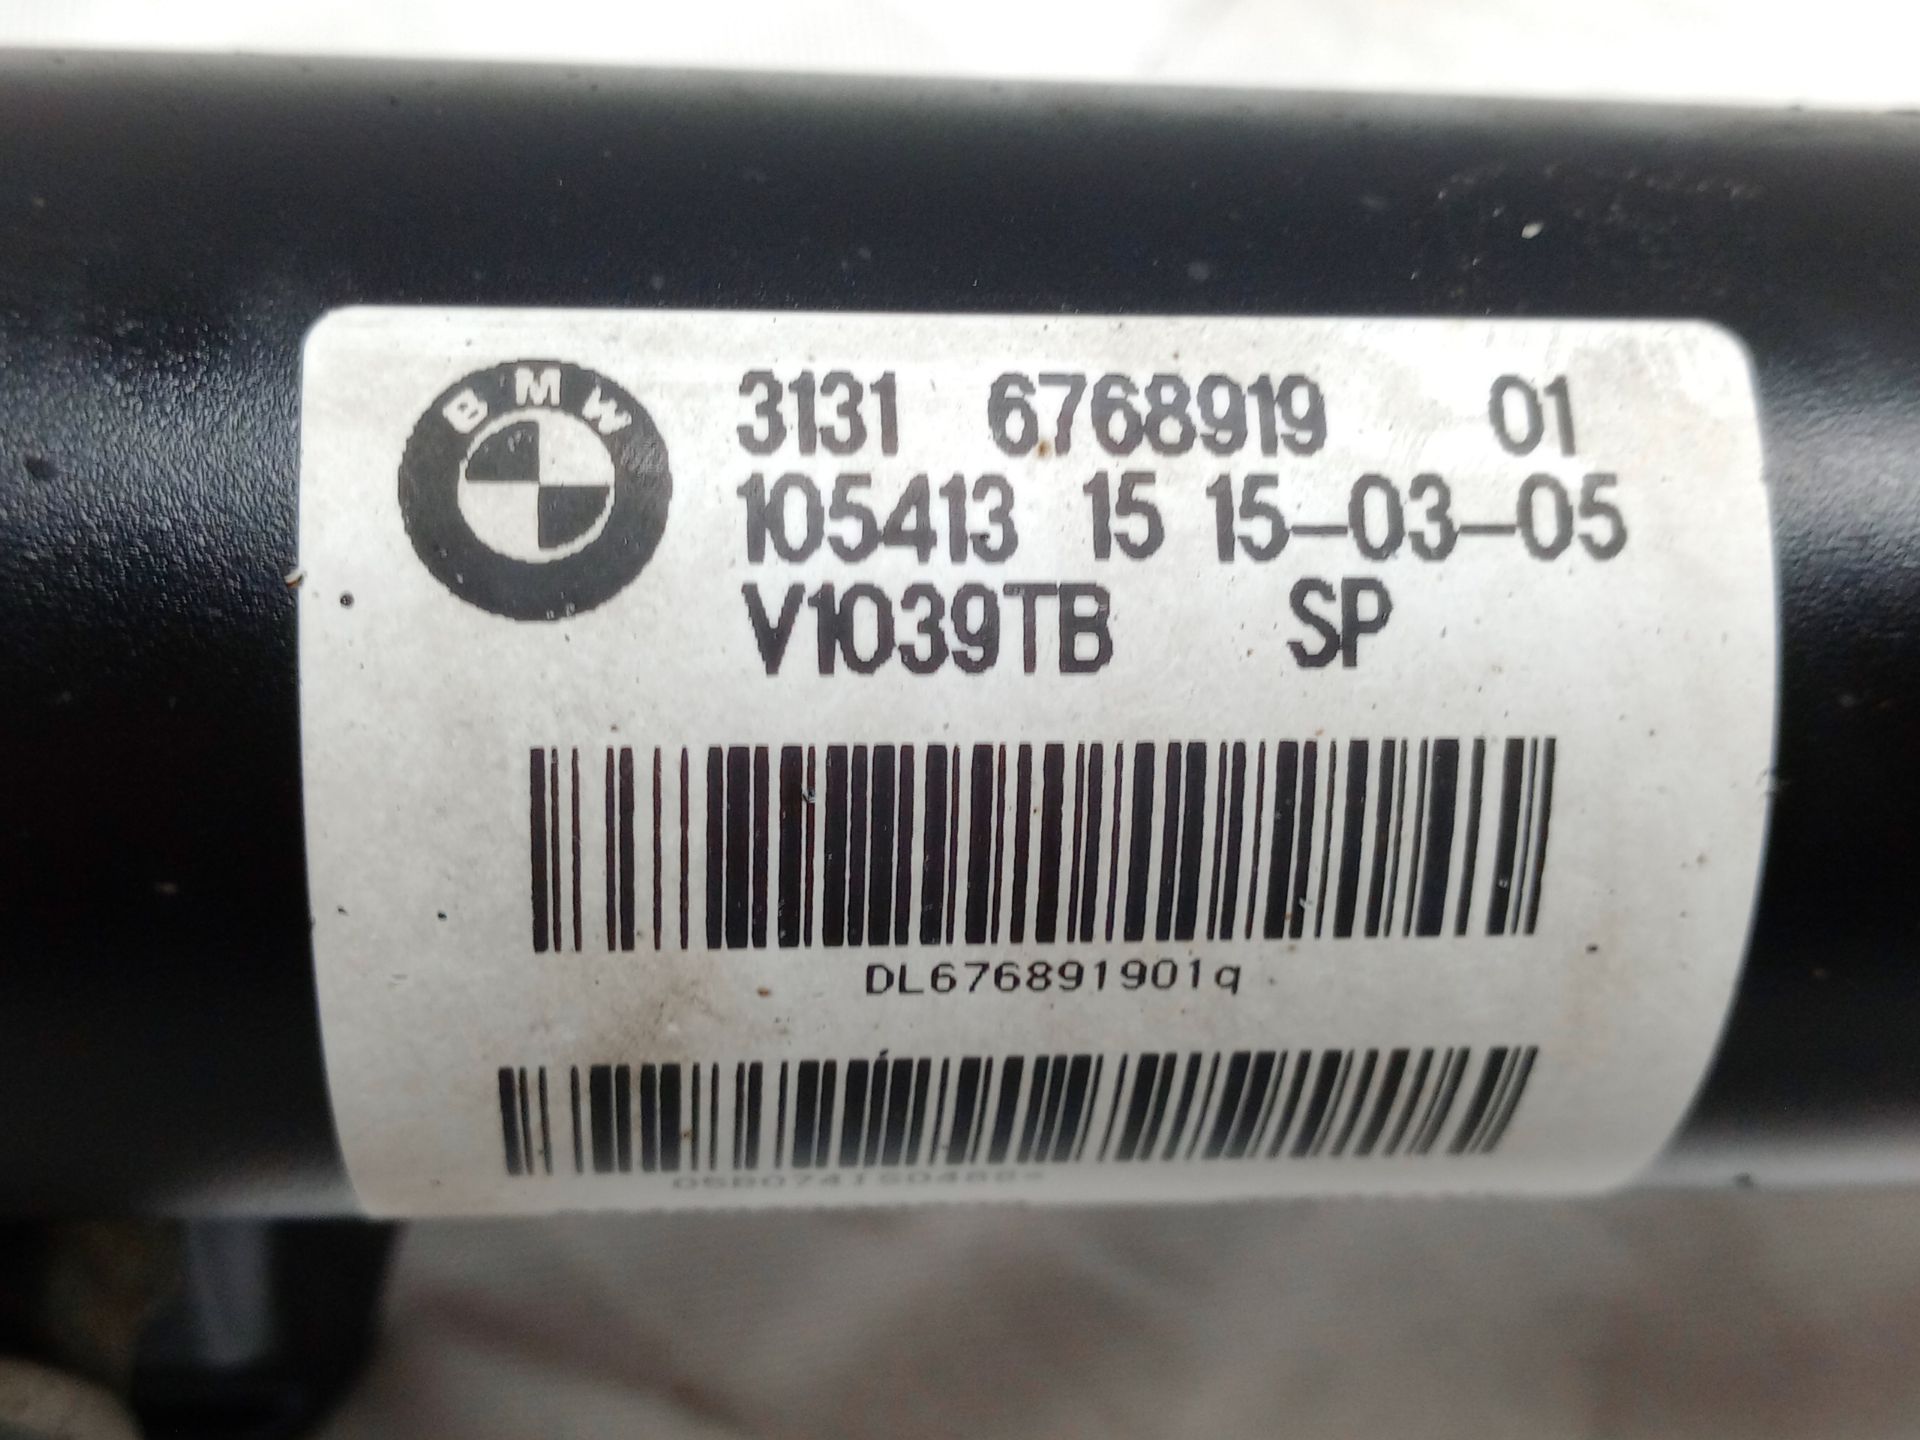 BMW
3131 6768919 01
105413 15 15-03-05
V1039TB SP
DL676891901q